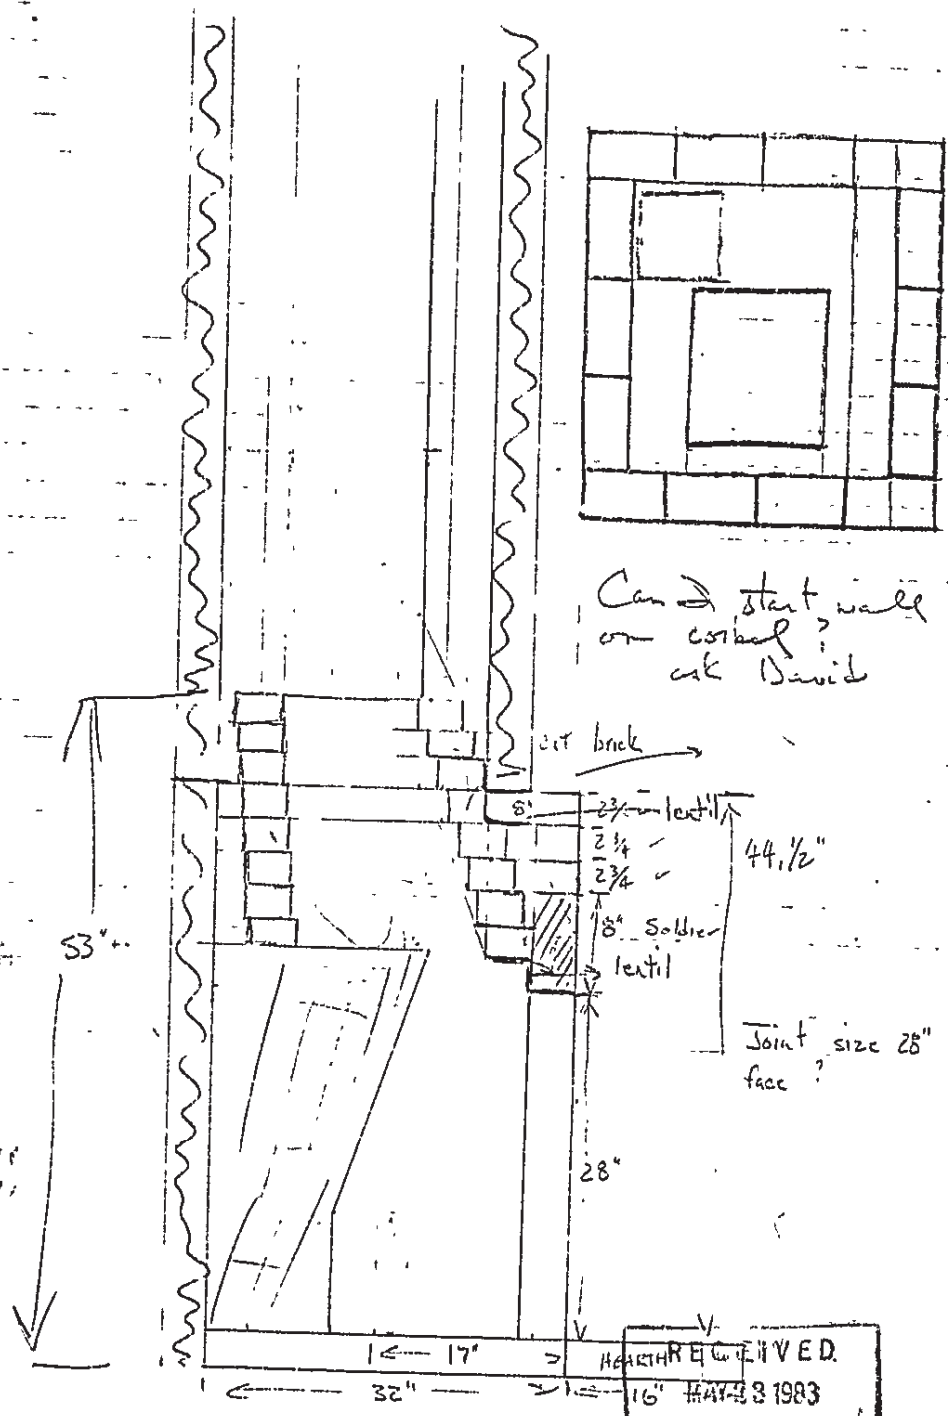 Can I start wall
on corbel?
ask David
cut brick
8"
2 3/4 lentil
2 3/4
2 3/4
44,1/2"
53"
8" Soldier
lentil
Joint size 28"
face ?
28"
17"
HEARTH
RECEIVED
32"
16"
MAY 23 1983